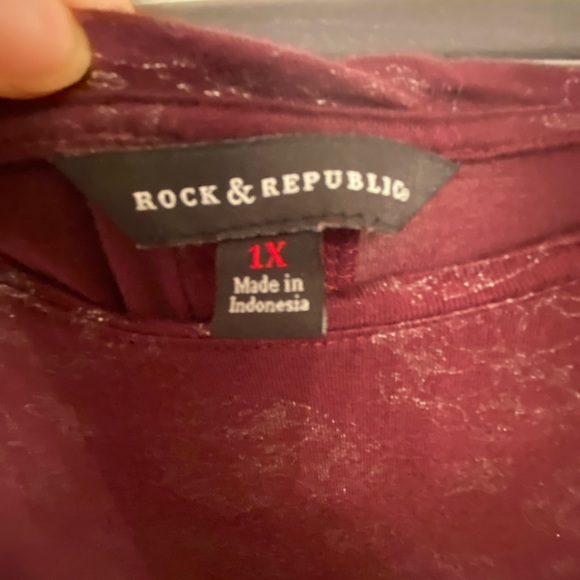 ROCK & REPUBLIC
1X
Made in
Indonesia